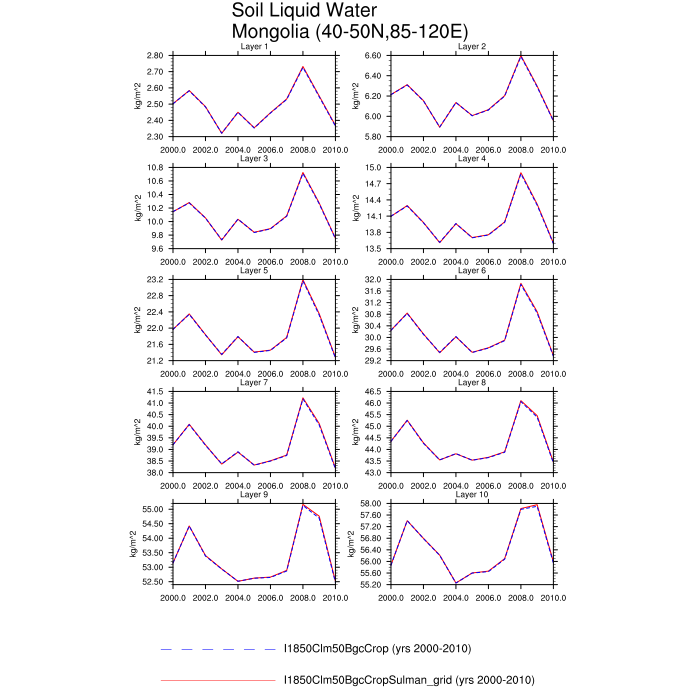 Soil Liquid Water
Mongolia (40-50N,85-120E)
Layer 1
2.80
2.70
2.60
2.50
2.40
2.30
kg/m^2
2000.0 2002.0 2004.0 2006.0 2008.0 2010.0
Layer 2
6.60
6.40
6.20
6.00
5.80
kg/m^2
2000.0 2002.0 2004.0 2006.0 2008.0 2010.0
Layer 3
10.8
10.6
10.4
10.2
10.0
9.8
9.6
kg/m^2
2000.0 2002.0 2004.0 2006.0 2008.0 2010.0
Layer 4
15.0
14.7
14.4
14.1
13.8
13.5
kg/m^2
2000.0 2002.0 2004.0 2006.0 2008.0 2010.0
Layer 5
23.2
22.8
22.4
22.0
21.6
21.2
kg/m^2
2000.0 2002.0 2004.0 2006.0 2008.0 2010.0
Layer 6
32.0
31.6
31.2
30.8
30.4
30.0
29.6
29.2
kg/m^2
2000.0 2002.0 2004.0 2006.0 2008.0 2010.0
Layer 7
41.5
41.0
40.5
40.0
39.5
39.0
38.5
38.0
kg/m^2
2000.0 2002.0 2004.0 2006.0 2008.0 2010.0
Layer 8
46.5
46.0
45.5
45.0
44.5
44.0
43.5
43.0
kg/m^2
2000.0 2002.0 2004.0 2006.0 2008.0 2010.0
Layer 9
55.00
54.50
54.00
53.50
53.00
52.50
kg/m^2
2000.0 2002.0 2004.0 2006.0 2008.0 2010.0
Layer 10
58.00
57.60
57.20
56.80
56.40
56.00
55.60
55.20
kg/m^2
2000.0 2002.0 2004.0 2006.0 2008.0 2010.0
I1850Clm50BgcCrop (yrs 2000-2010)
I1850Clm50BgcCropSulman_grid (yrs 2000-2010)